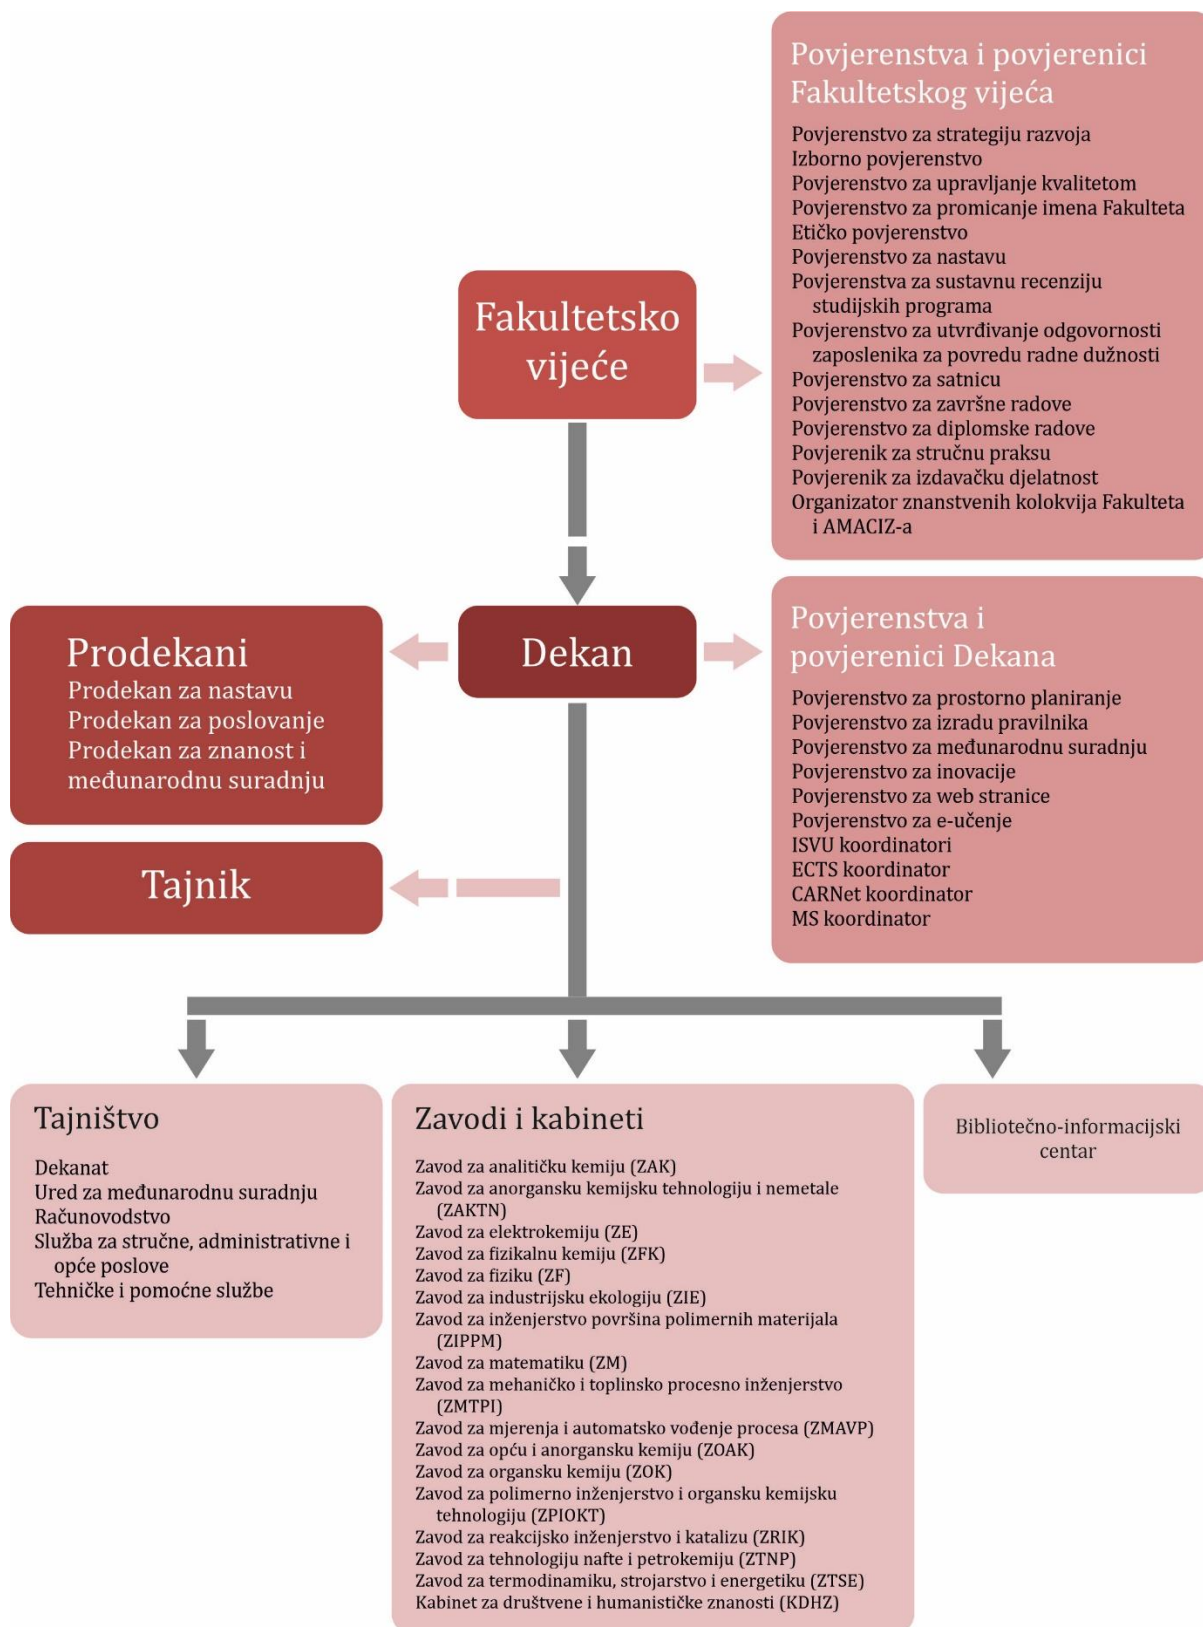 Povjerenstva i povjerenici
Fakultetskog vijeća
Povjerenstvo za strategiju razvoja
Izborno povjerenstvo
Povjerenstvo za upravljanje kvalitetom
Povjerenstvo za promicanje imena Fakulteta
Etičko povjerenstvo
Povjerenstvo za nastavu
Povjerenstva za sustavnu recenziju
studijskih programa
Povjerenstvo za utvrđivanje odgovornosti
zaposlenika za povredu radne dužnosti
Povjerenstvo za satnicu
Povjerenstvo za završne radove
Povjerenstvo za diplomske radove
Povjerenik za stručnu praksu
Povjerenik za izdavačku djelatnost
Organizator znanstvenih kolokvija Fakulteta
i AMACIZ-a
Fakultetsko
vijeće
Prodekani
Prodekan za nastavu
Prodekan za poslovanje
Prodekan za znanost i
međunarodnu suradnju
Dekan
Povjerenstva i
povjerenici Dekana
Povjerenstvo za prostorno planiranje
Povjerenstvo za izradu pravilnika
Povjerenstvo za međunarodnu suradnju
Povjerenstvo za inovacije
Povjerenstvo za web stranice
Povjerenstvo za e-učenje
ISVU koordinatori
ECTS koordinator
CARNet koordinator
MS koordinator
Tajnik
Tajništvo
Dekanat
Ured za međunarodnu suradnju
Računovodstvo
Služba za stručne, administrativne i
opće poslove
Tehničke i pomoćne službe
Zavodi i kabineti
Zavod za analitičku kemiju (ZAK)
Zavod za anorgansku kemijsku tehnologiju i nemetale
(ZAKTN)
Zavod za elektrokemiju (ZE)
Zavod za fizikalnu kemiju (ZFK)
Zavod za fiziku (ZF)
Zavod za industrijsku ekologiju (ZIE)
Zavod za inženjerstvo površina polimernih materijala
(ZIPPM)
Zavod za matematiku (ZM)
Zavod za mehaničko i toplinsko procesno inženjerstvo
(ZMTPI)
Zavod za mjerenja i automatsko vođenje procesa (ZMAVP)
Zavod za opću i anorgansku kemiju (ZOAK)
Zavod za organsku kemiju (ZOK)
Zavod za polimerno inženjerstvo i organsku kemijsku
tehnologiju (ZPIOKT)
Zavod za reakcijsko inženjerstvo i katalizu (ZRIK)
Zavod za tehnologiju nafte i petrokemiju (ZTNP)
Zavod za termodinamiku, strojarstvo i energetiku (ZTSE)
Kabinet za društvene i humanističke znanosti (KDHZ)
Bibliotečno-informacijski
centar